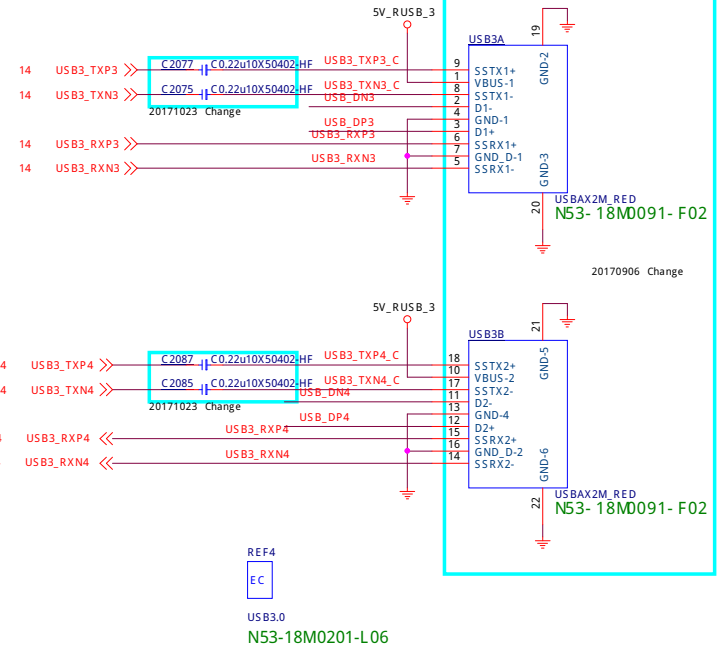 5V_RUSB_3
USB3A
19
GND-2
14 USB3_TXP3 C2077 C0.22u10X50402-HF USB3_TXP3_C 9 SSTX1+
1 VBUS-1
14 USB3_TXN3 C2075 C0.22u10X50402-HF USB3_TXN3_C 8 SSTX1-
USB_DN3 2 D1-
20171023 Change
4 GND-1
USB_DP3 3 D1+
14 USB3_RXP3 USB3_RXP3 6 SSRX1+
7 GND_D-1
14 USB3_RXN3 USB3_RXN3 5 SSRX1-
GND-3
20
USBAX2M_RED
N53-18M0091-F02
20170906 Change
5V_RUSB_3
USB3B
21
GND-5
4 USB3_TXP4 C2087 C0.22u10X50402-HF USB3_TXP4_C 18 SSTX2+
10 VBUS-2
4 USB3_TXN4 C2085 C0.22u10X50402-HF USB3_TXN4_C 17 SSTX2-
USB_DN4 11 D2-
20171023 Change
13 GND-4
USB_DP4 12 D2+
USB3_RXP4 USB3_RXP4 15 SSRX2+
16 GND_D-2
USB3_RXN4 USB3_RXN4 14 SSRX2-
GND-6
22
USBAX2M_RED
N53-18M0091-F02
REF4
EC
USB3.0
N53-18M0201-L06